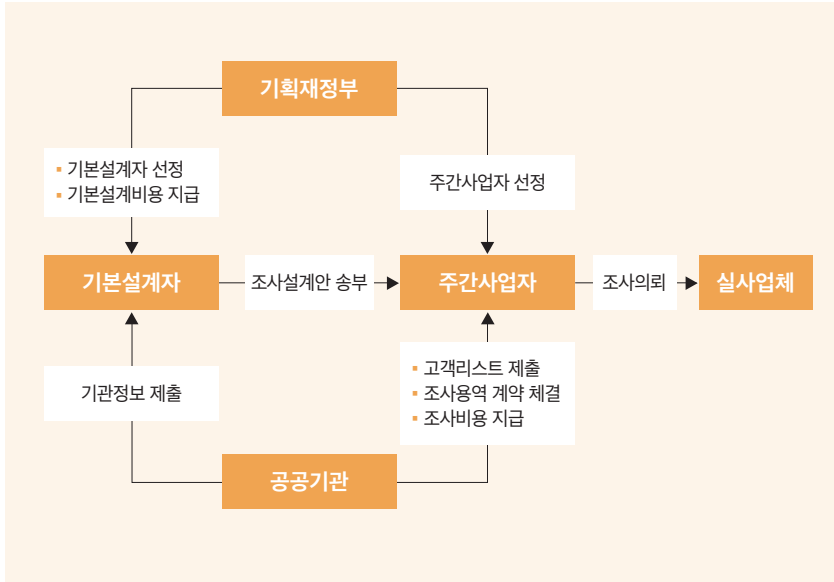 기획재정부
▪ 기본설계자 선정
▪ 기본설계비용 지급
주간사업자 선정
기본설계자
조사설계안 송부
주간사업자
조사의뢰
실사업체
기관정보 제출
▪ 고객리스트 제출
▪ 조사용역 계약 체결
▪ 조사비용 지급
공공기관